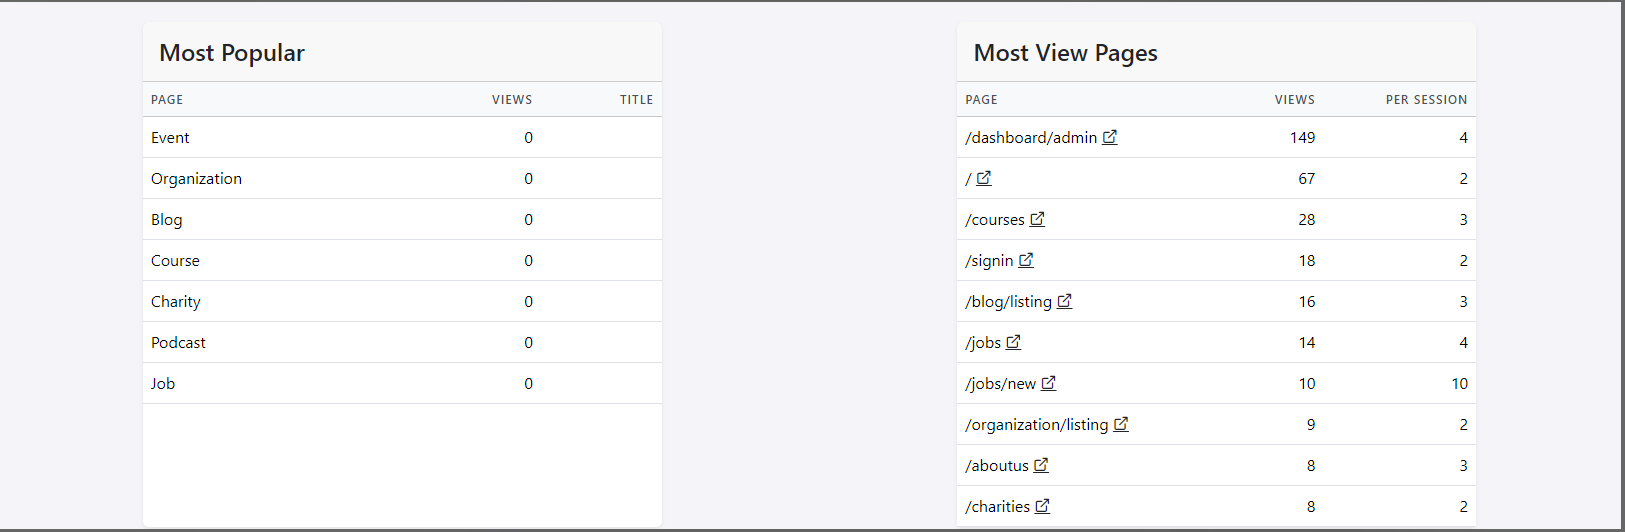 Most Popular
PAGE VIEWS TITLE
Event 0
Organization 0
Blog 0
Course 0
Charity 0
Podcast 0
Job 0
Most View Pages
PAGE VIEWS PER SESSION
/dashboard/admin 149 4
/ 67 2
/courses 28 3
/signin 18 2
/blog/listing 16 3
/jobs 14 4
/jobs/new 10 10
/organization/listing 9 2
/aboutus 8 3
/charities 8 2